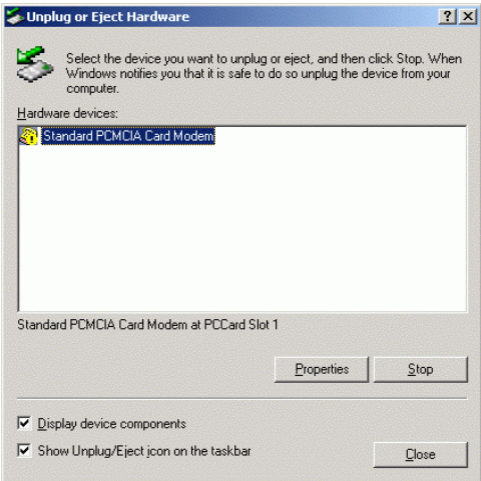 Unplug or Eject Hardware
Select the device you want to unplug or eject, and then click Stop. When
Windows notifies you that it is safe to do so unplug the device from your
computer.
Hardware devices:
Standard PCMCIA Card Modem
Standard PCMCIA Card Modem at PCCard Slot 1
Properties
Stop
Display device components
Show Unplug/Eject icon on the taskbar
Close